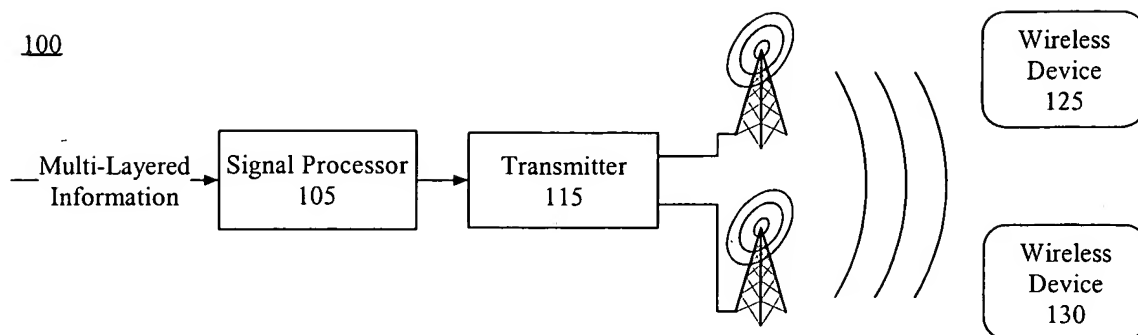 100
Multi-Layered
Information
Signal Processor
105
Transmitter
115
Wireless
Device
125
Wireless
Device
130